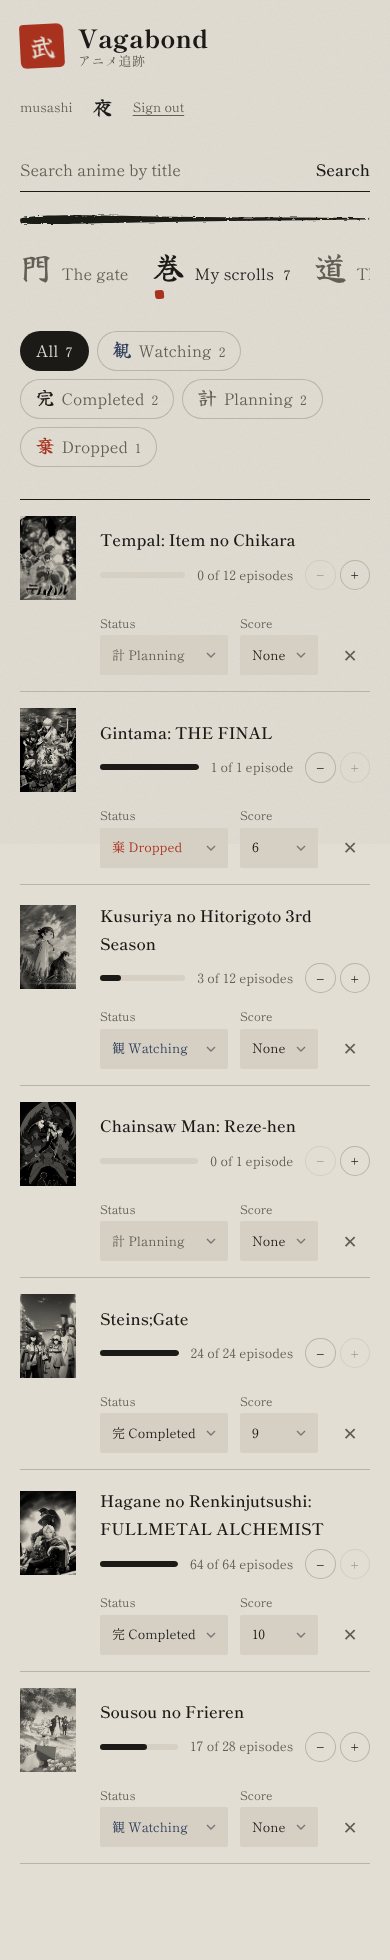 武 Vagabond
アニメ追跡
musashi 夜 Sign out
Search anime by title Search
門 The gate 巻 My scrolls 7 道
All 7 観 Watching 2
完 Completed 2 計 Planning 2
棄 Dropped 1
Tempal: Item no Chikara
0 of 12 episodes − +
Status Score
計 Planning None ✕
Gintama: THE FINAL
1 of 1 episode − +
Status Score
棄 Dropped 6 ✕
Kusuriya no Hitorigoto 3rd
Season
3 of 12 episodes − +
Status Score
観 Watching None ✕
Chainsaw Man: Reze-hen
0 of 1 episode − +
Status Score
計 Planning None ✕
Steins;Gate
24 of 24 episodes − +
Status Score
完 Completed 9 ✕
Hagane no Renkinjutsushi:
FULLMETAL ALCHEMIST
64 of 64 episodes − +
Status Score
完 Completed 10 ✕
Sousou no Frieren
17 of 28 episodes − +
Status Score
観 Watching None ✕